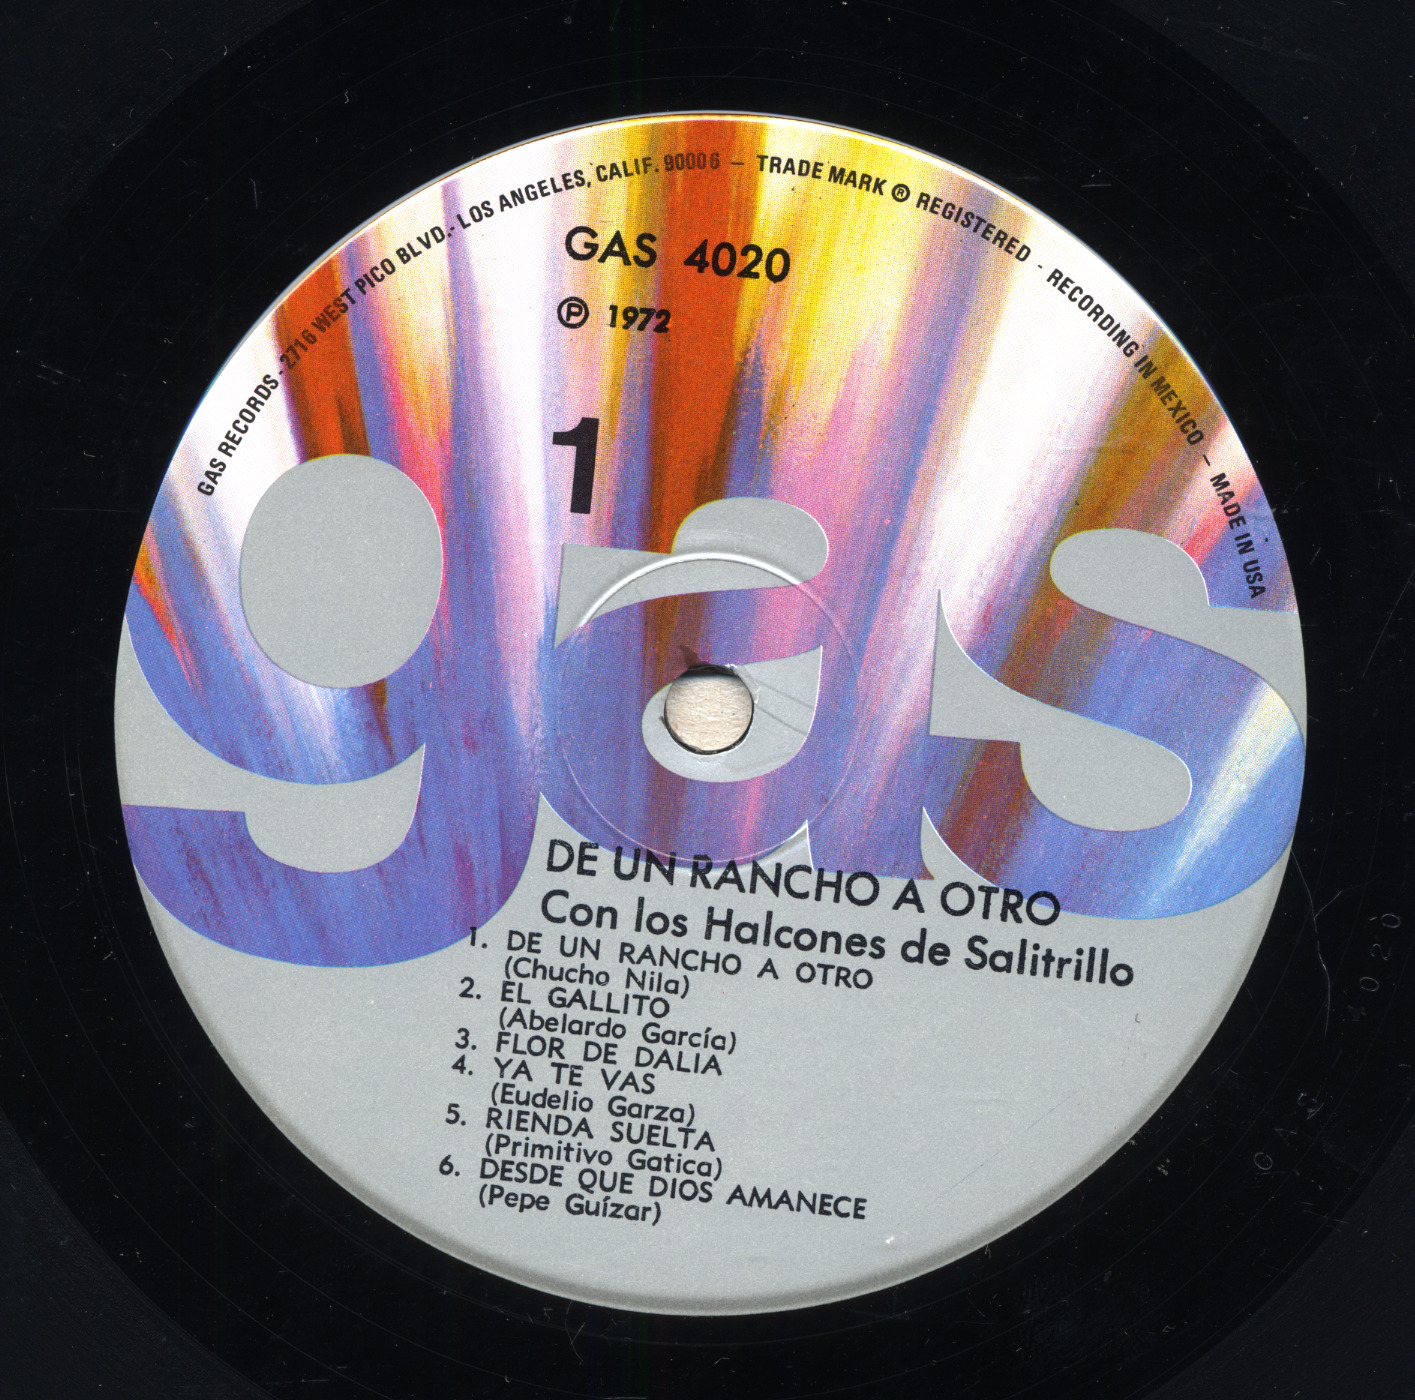 GAS RECORDS - 2716 WEST PICO BLVD.- LOS ANGELES, CALIF. 90006 – TRADE MARK ® REGISTERED - RECORDING IN MEXICO – MADE IN USA
GAS 4020
℗ 1972
1
gas
DE UN RANCHO A OTRO
Con los Halcones de Salitrillo
1. DE UN RANCHO A OTRO
(Chucho Nila)
2. EL GALLITO
(Abelardo García)
3. FLOR DE DALIA
4. YA TE VAS
(Eudelio Garza)
5. RIENDA SUELTA
(Primitivo Gatica)
6. DESDE QUE DIOS AMANECE
(Pepe Guízar)
GAS 4020